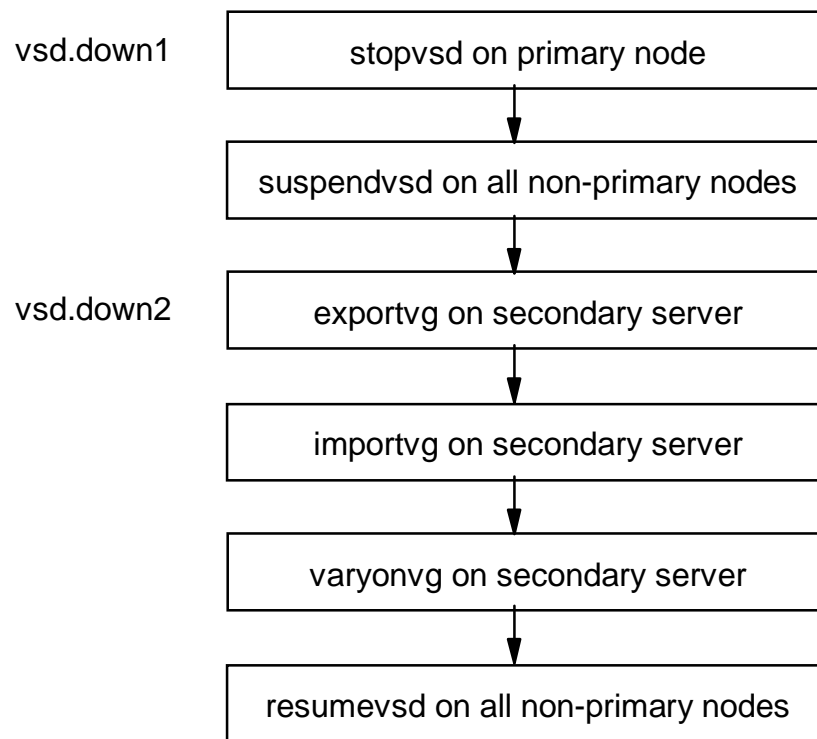 vsd.down1
stopvsd on primary node
suspendvsd on all non-primary nodes
vsd.down2
exportvg on secondary server
importvg on secondary server
varyonvg on secondary server
resumevsd on all non-primary nodes